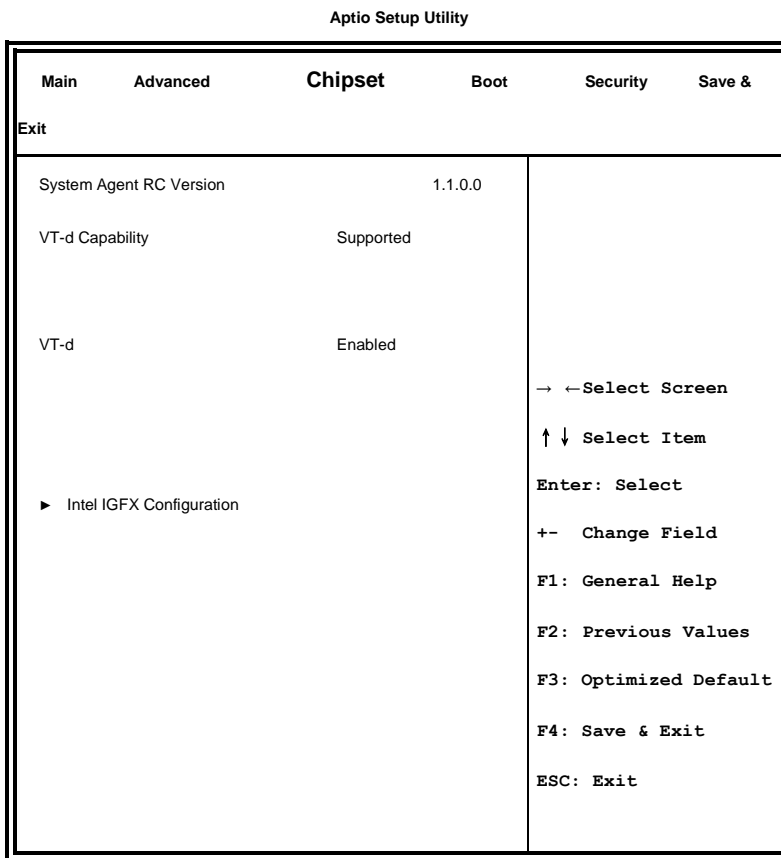 Aptio Setup Utility
Main Advanced Chipset Boot Security Save &
Exit
System Agent RC Version 1.1.0.0
VT-d Capability Supported
VT-d Enabled
→ ←Select Screen
↑↓ Select Item
Enter: Select
► Intel IGFX Configuration
+- Change Field
F1: General Help
F2: Previous Values
F3: Optimized Default
F4: Save & Exit
ESC: Exit